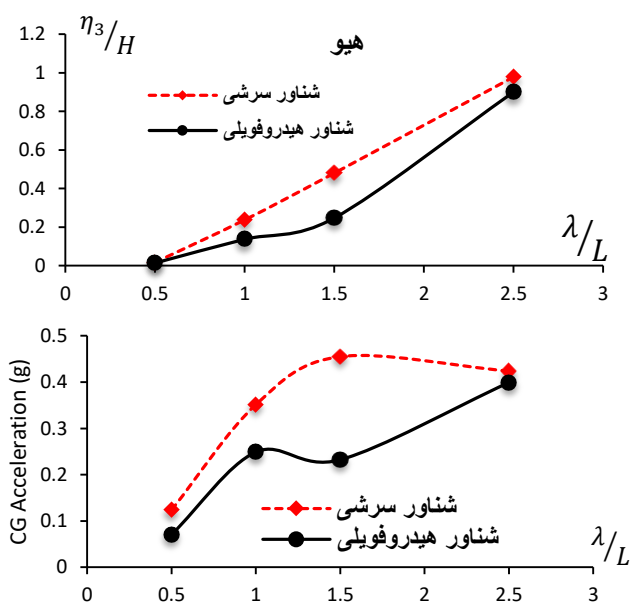 η₃/H
هیو
1.2
1
0.8
0.6
0.4
0.2
0
شناور سرشی
شناور هیدروفویلی
λ/L
0 0.5 1 1.5 2 2.5 3
CG Acceleration (g)
0.5
0.4
0.3
0.2
0.1
0
شناور سرشی
شناور هیدروفویلی
λ/L
0 0.5 1 1.5 2 2.5 3